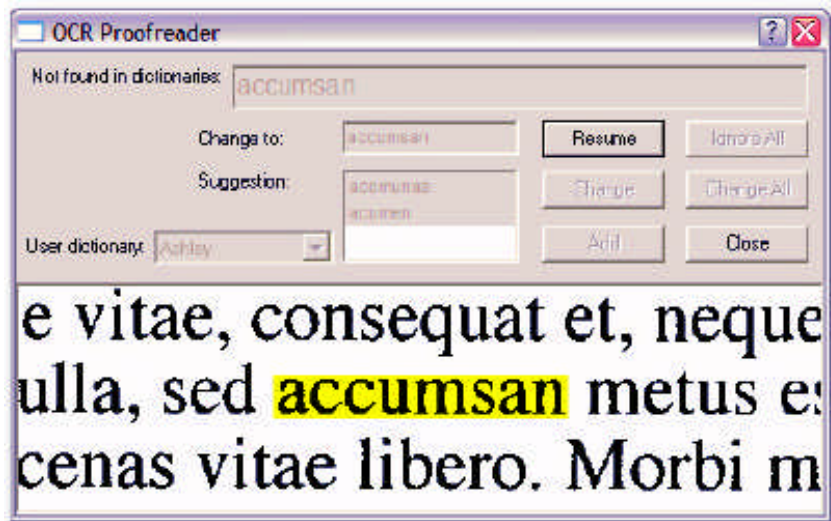 OCR Proofreader
Not found in dictionaries: accumsan
Change to: accumsan Resume Ignore All
Suggestion: Change Change All
acumen
User dictionary: Ashley Add Close
e vitae, consequat et, neque
ulla, sed accumsan metus es
cenas vitae libero. Morbi m